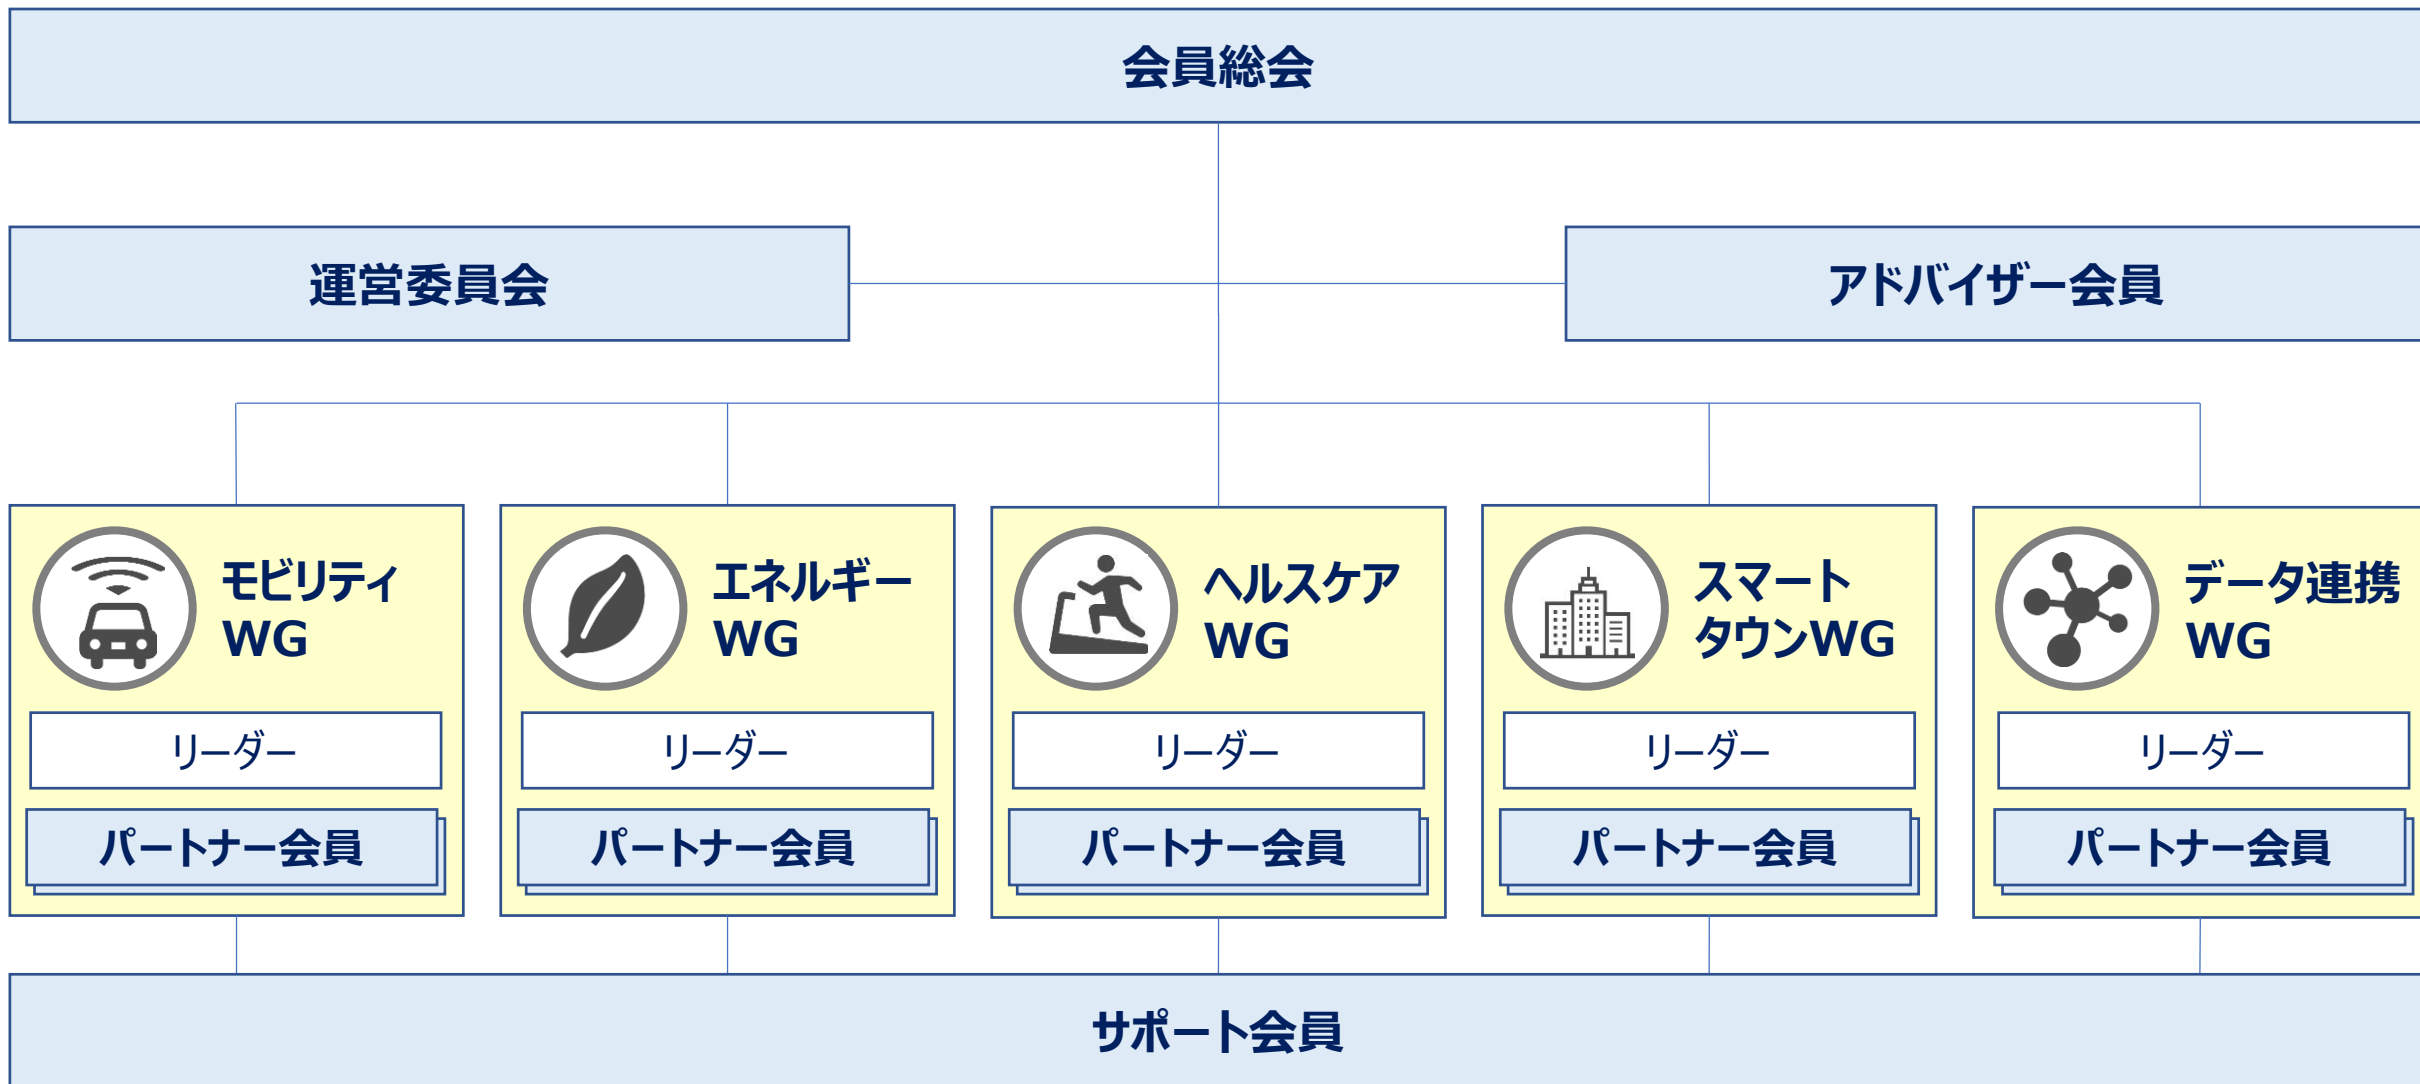 会員総会
運営委員会
アドバイザー会員
モビリティ
WG
リーダー
パートナー会員
エネルギー
WG
リーダー
パートナー会員
ヘルスケア
WG
リーダー
パートナー会員
スマート
タウンWG
リーダー
パートナー会員
データ連携
WG
リーダー
パートナー会員
サポート会員